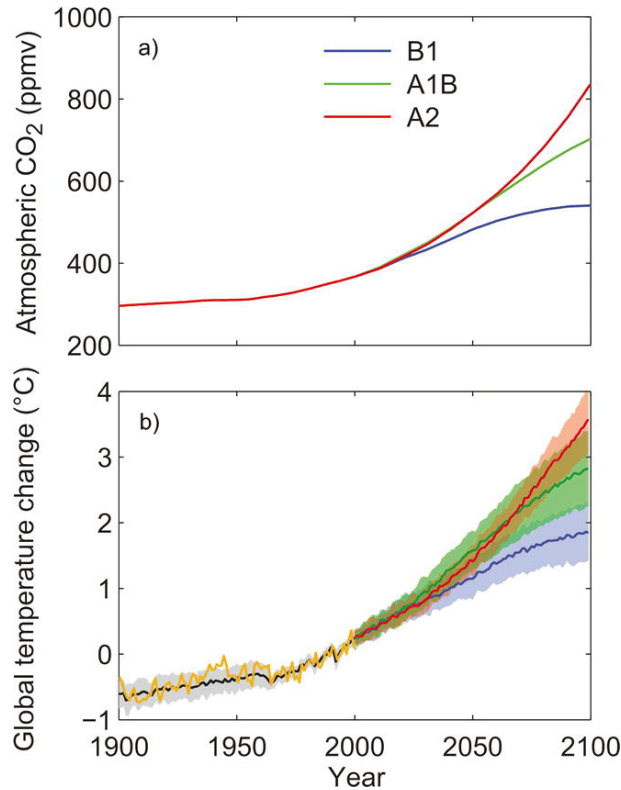 a)
B1
A1B
A2
1000
800
600
400
200
Atmospheric CO₂ (ppmv)
b)
4
3
2
1
0
−1
Global temperature change (°C)
1900 1950 2000 2050 2100
Year